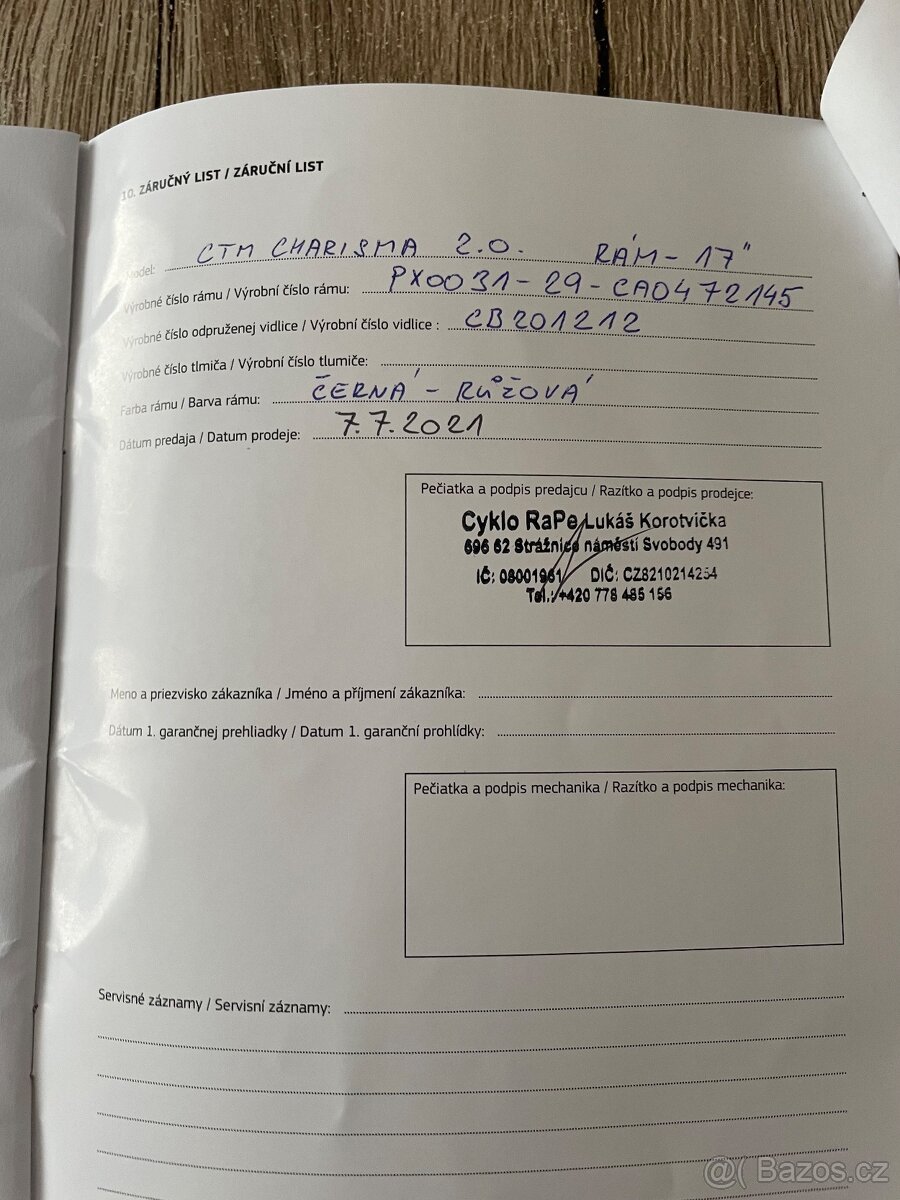 10. ZÁRUČNÝ LIST / ZÁRUČNÍ LIST
Model: CTM CHARISMA 2.0. RÁM - 17"
Výrobné číslo rámu / Výrobní číslo rámu: PX0031-29-CA0472145
Výrobné číslo odpruženej vidlice / Výrobní číslo vidlice : CB201212
Výrobné číslo tlmiča / Výrobní číslo tlumiče:
Farba rámu / Barva rámu: ČERNÁ - RŮŽOVÁ
Dátum predaja / Datum prodeje: 7.7.2021
Pečiatka a podpis predajcu / Razítko a podpis prodejce:
Cyklo RaPe Lukáš Korotvička
696 62 Strážnice náměstí Svobody 491
IČ: 08001961 DIČ: CZ8210214254
Tel.: +420 778 485 156
Meno a priezvisko zákazníka / Jméno a příjmení zákazníka:
Dátum 1. garančnej prehliadky / Datum 1. garanční prohlídky:
Pečiatka a podpis mechanika / Razítko a podpis mechanika:
Servisné záznamy / Servisní záznamy:
@( Bazos.cz